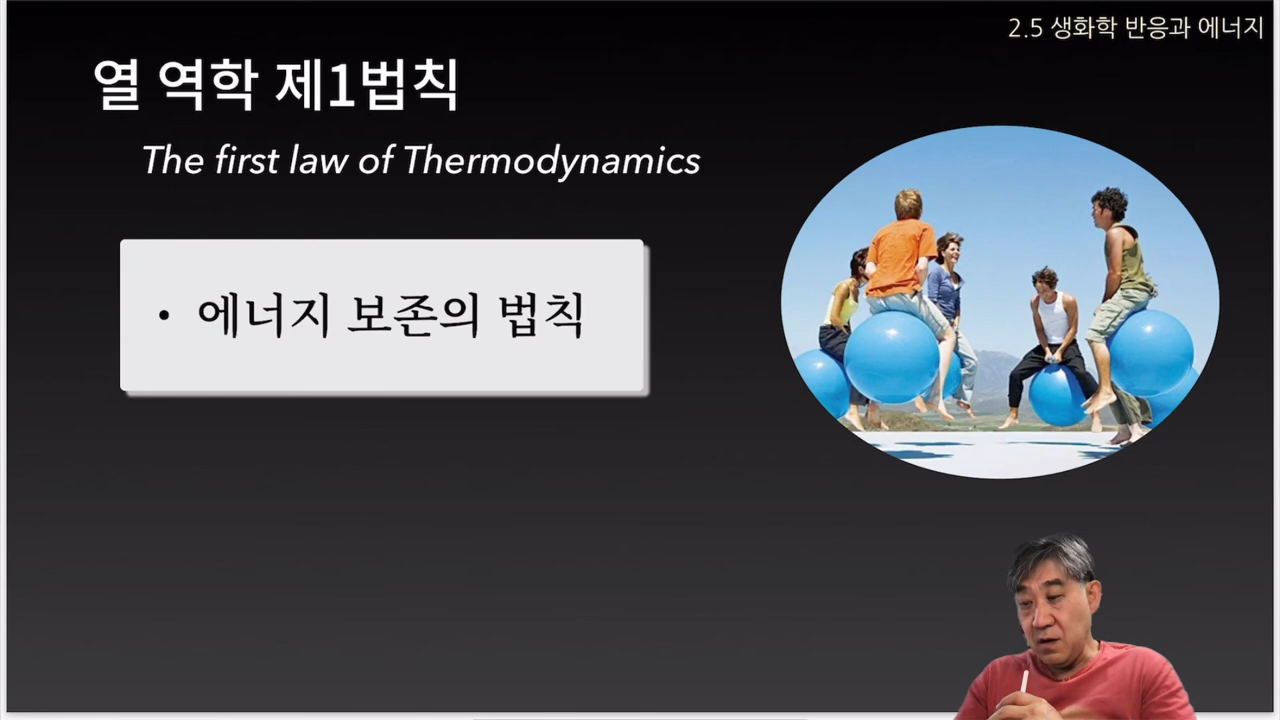 2.5 생화학 반응과 에너지
열 역학 제1법칙
The first law of Thermodynamics
• 에너지 보존의 법칙